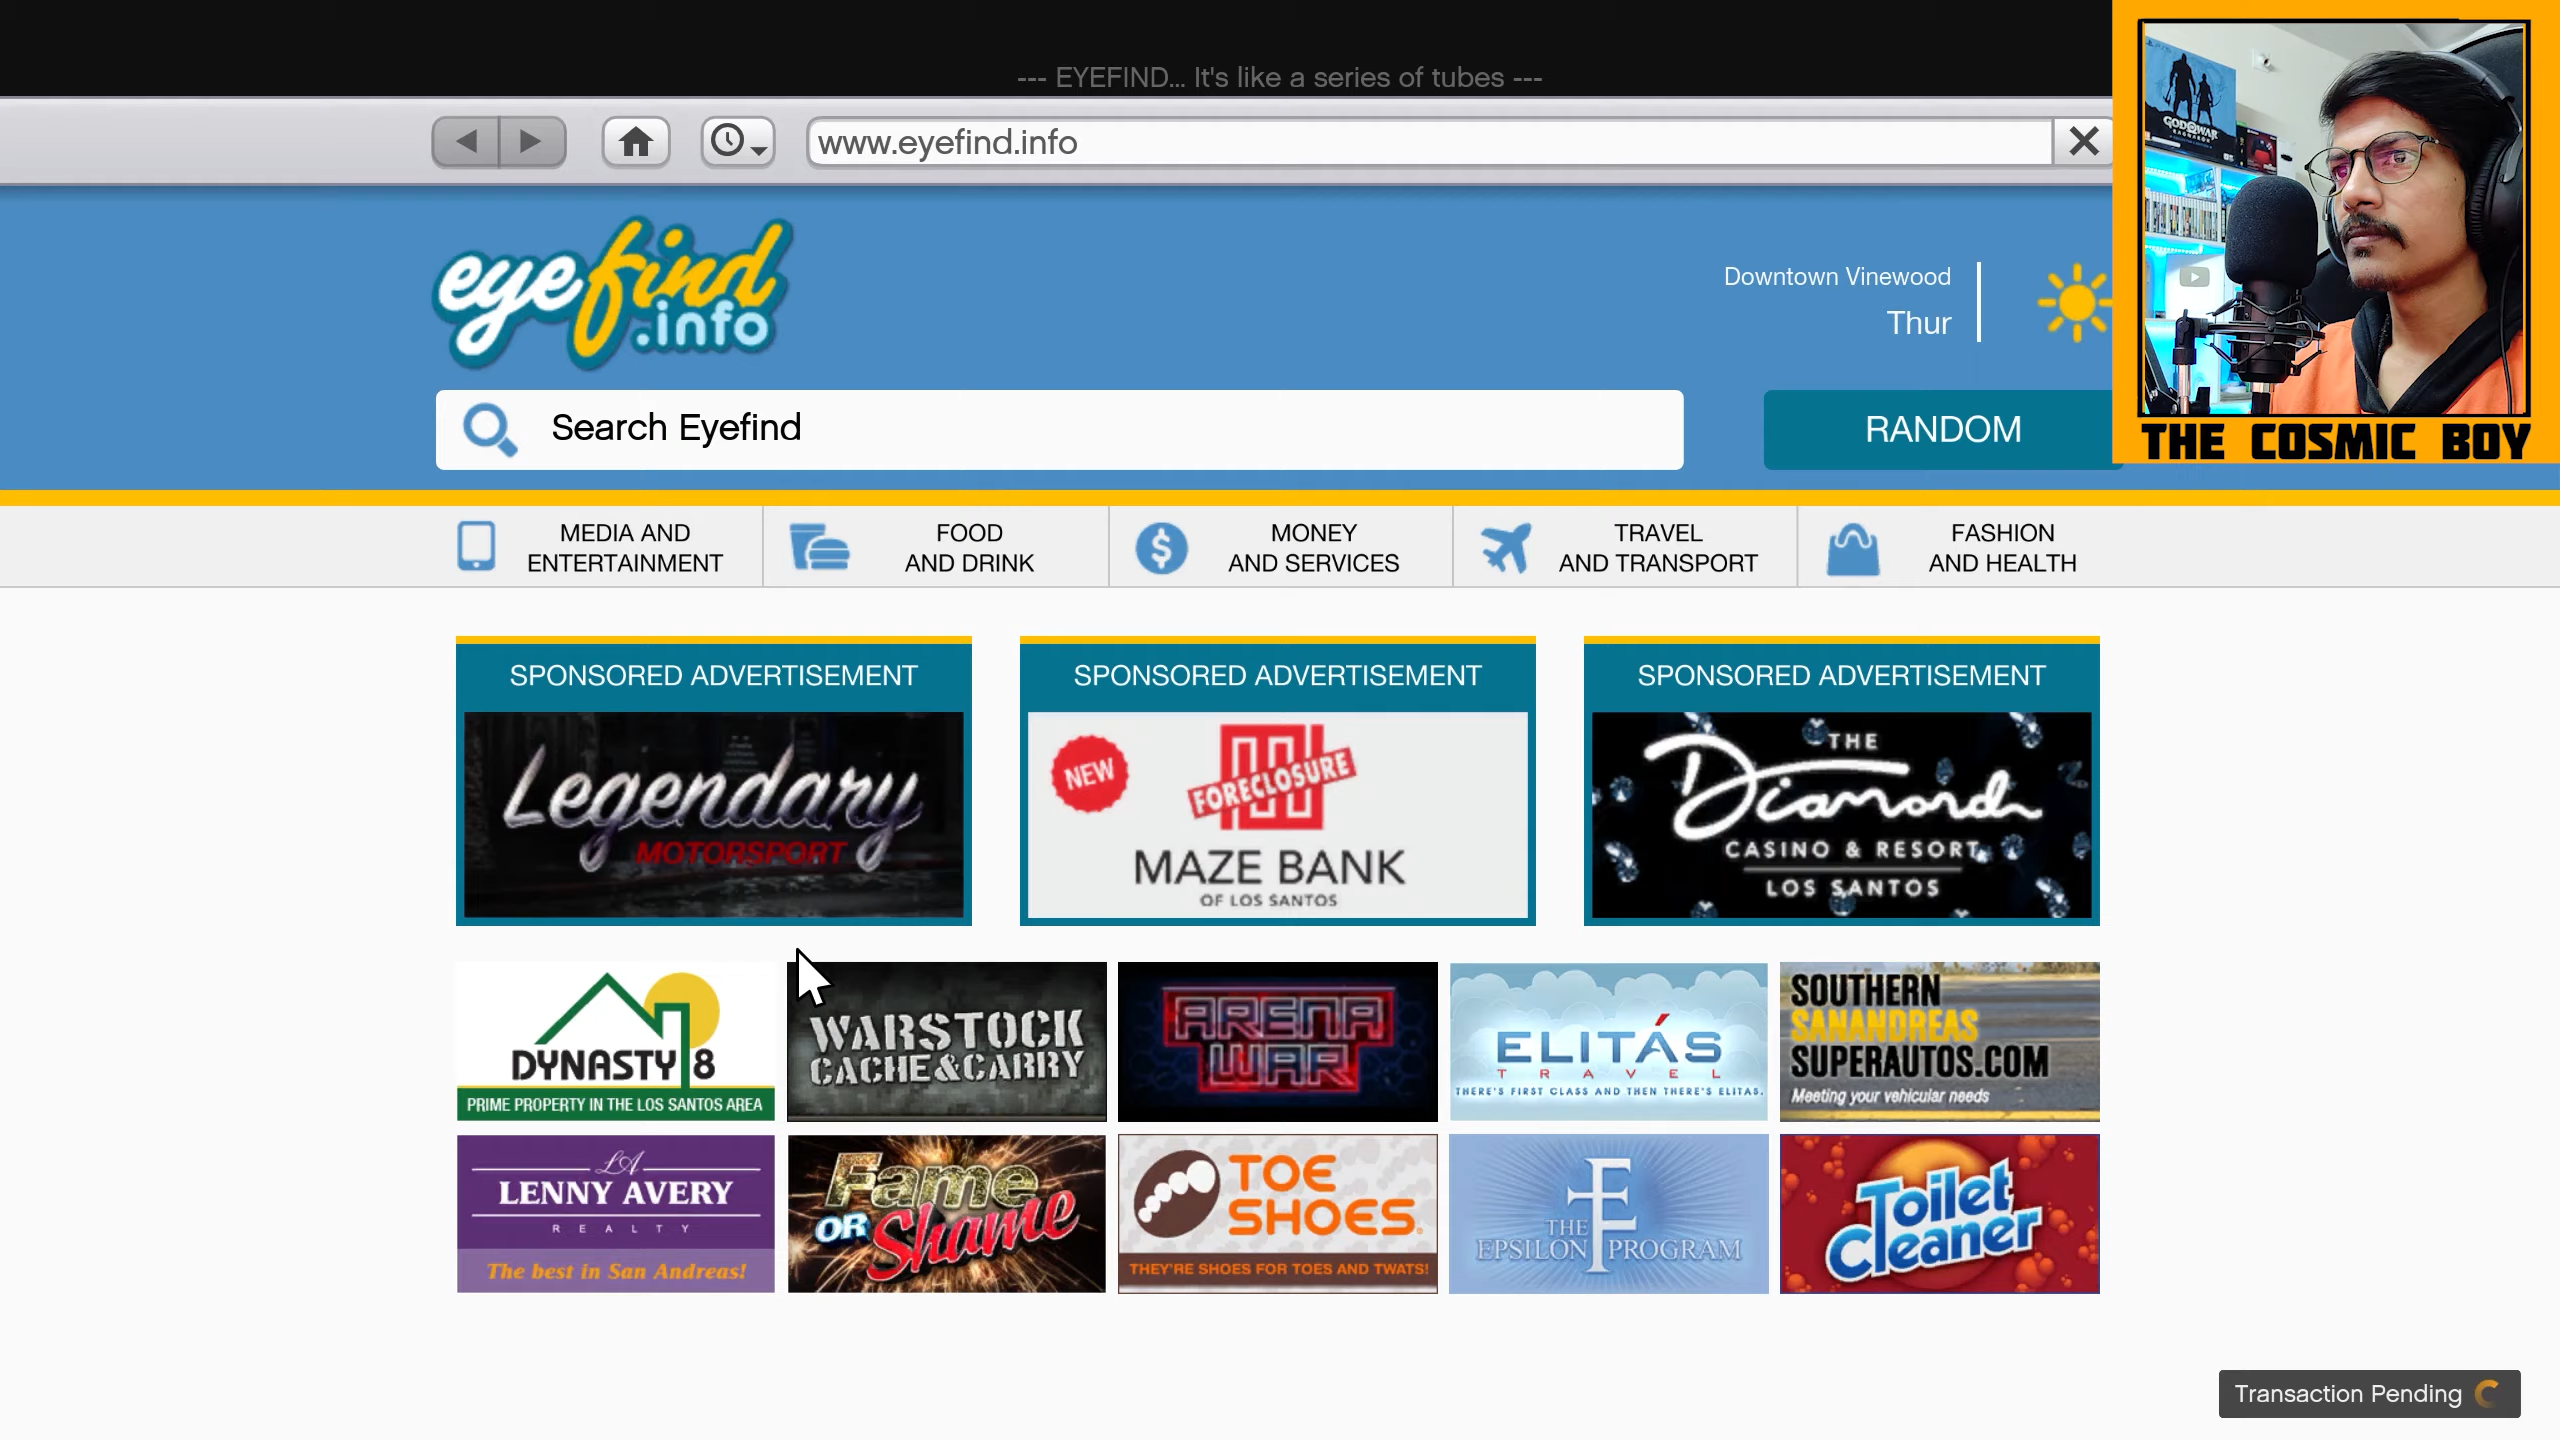 --- EYEFIND... It's like a series of tubes ---
www.eyefind.info
eyefind
.info
Downtown Vinewood
Thur
Search Eyefind
RANDOM
GOD OF WAR
THE COSMIC BOY
MEDIA AND
ENTERTAINMENT
FOOD
AND DRINK
MONEY
AND SERVICES
TRAVEL
AND TRANSPORT
FASHION
AND HEALTH
SPONSORED ADVERTISEMENT
Legendary
MOTORSPORT
SPONSORED ADVERTISEMENT
NEW
FORECLOSURE
MAZE BANK
OF LOS SANTOS
SPONSORED ADVERTISEMENT
THE
Diamond
CASINO & RESORT
LOS SANTOS
DYNASTY 8
PRIME PROPERTY IN THE LOS SANTOS AREA
WARSTOCK
CACHE & CARRY
ARENA
WAR
ELITÁS
TRAVEL
THERE'S FIRST CLASS AND THEN THERE'S ELITAS.
SOUTHERN
SANANDREAS
SUPERAUTOS.COM
Meeting your vehicular needs
LA
LENNY AVERY
REALTY
The best in San Andreas!
Fame
OR Shame
TOE
SHOES
THEY'RE SHOES FOR TOES AND TWATS!
THE
EPSILON PROGRAM
Toilet
Cleaner
Transaction Pending